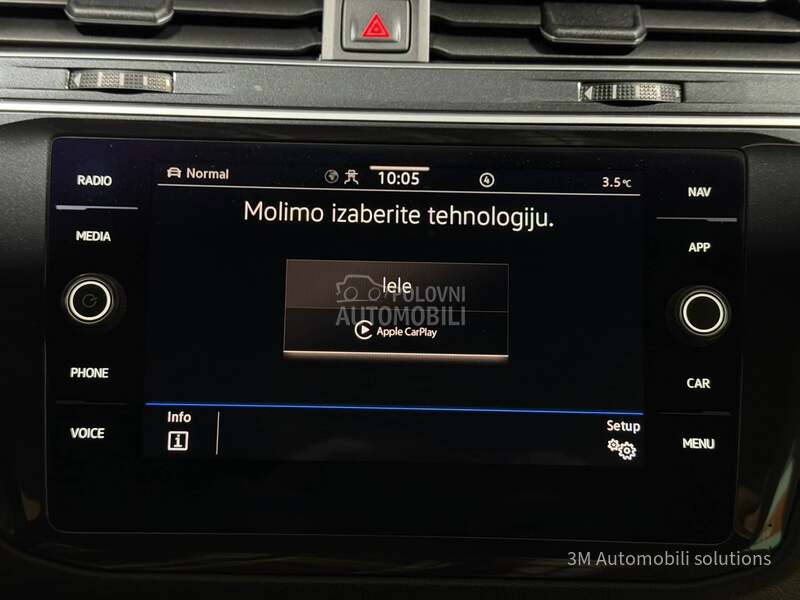 RADIO
MEDIA
PHONE
VOICE
Normal
10:05
4
3.5°C
Molimo izaberite tehnologiju.
lele
Apple CarPlay
POLOVNI
AUTOMOBILI
Info
Setup
NAV
APP
CAR
MENU
3M Automobili solutions